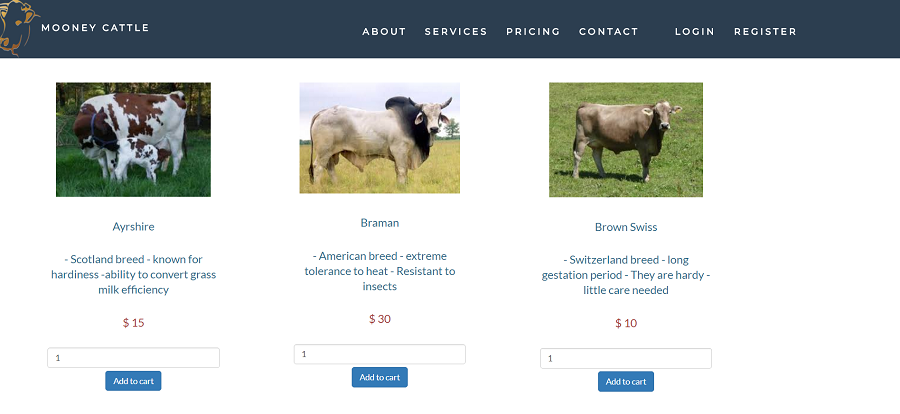 MOONEY CATTLE
ABOUT SERVICES PRICING CONTACT LOGIN REGISTER
Ayrshire
- Scotland breed - known for
hardiness -ability to convert grass
milk efficiency
$ 15
1
Add to cart
Braman
- American breed - extreme
tolerance to heat - Resistant to
insects
$ 30
1
Add to cart
Brown Swiss
- Switzerland breed - long
gestation period - They are hardy -
little care needed
$ 10
1
Add to cart